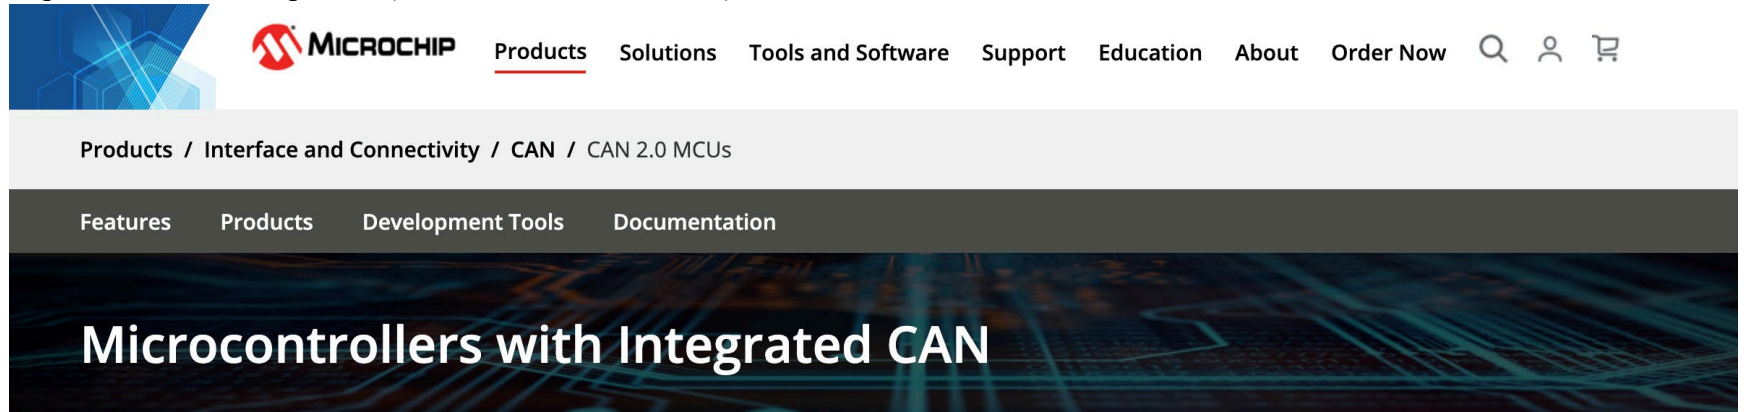 MICROCHIP
Products Solutions Tools and Software Support Education About Order Now
Products / Interface and Connectivity / CAN / CAN 2.0 MCUs
Features Products Development Tools Documentation
Microcontrollers with Integrated CAN